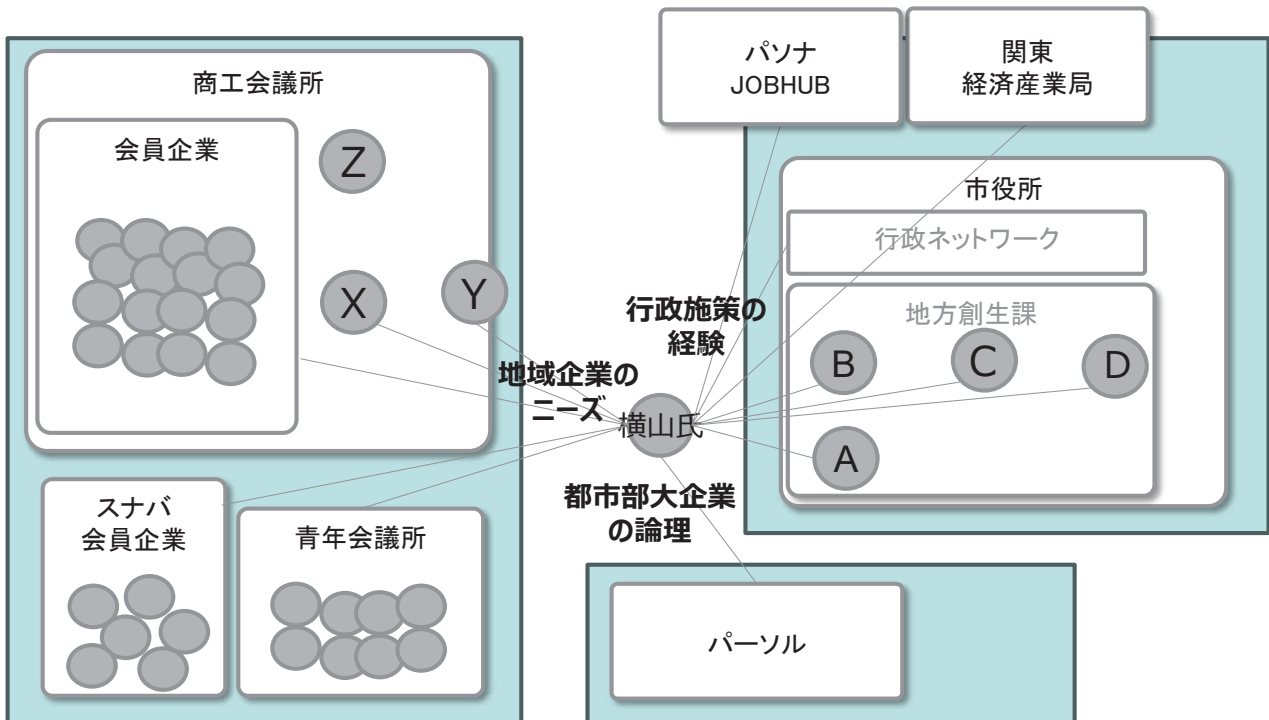 商工会議所
会員企業
Z
X
Y
スナバ
会員企業
青年会議所
地域企業の
ニーズ
行政施策の
経験
横山氏
都市部大企業
の論理
パソナ
JOBHUB
関東
経済産業局
市役所
行政ネットワーク
地方創生課
B
C
D
A
パーソル